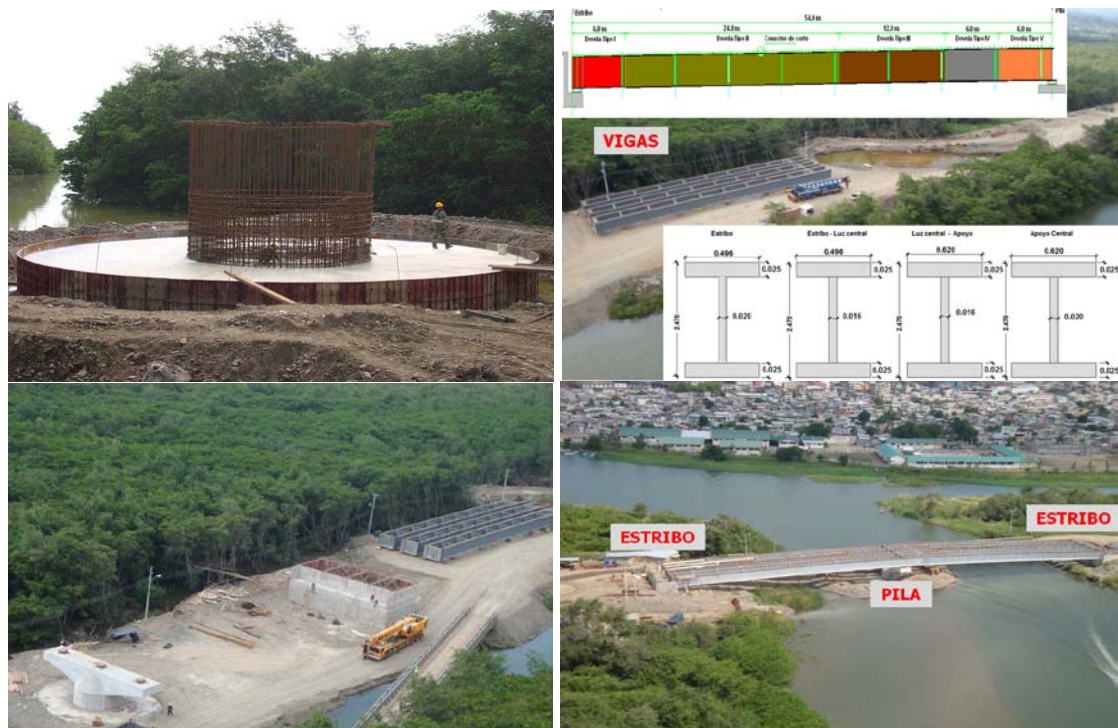 Estribo
Pila
54.0 m
6.0 m 24.0 m 12.0 m 6.0 m 6.0 m
Dovela Tipo I Dovela Tipo II Conector de corte Dovela Tipo III Dovela Tipo IV Dovela Tipo V
VIGAS
Estribo Estribo - Luz central Luz central - Apoyo Apoyo Central
0.496 0.496 0.620 0.620
0.025 0.025 0.025 0.025
2.470 2.470 2.470 2.470
0.020 0.016 0.016 0.020
0.025 0.025 0.025 0.025
ESTRIBO
ESTRIBO
PILA